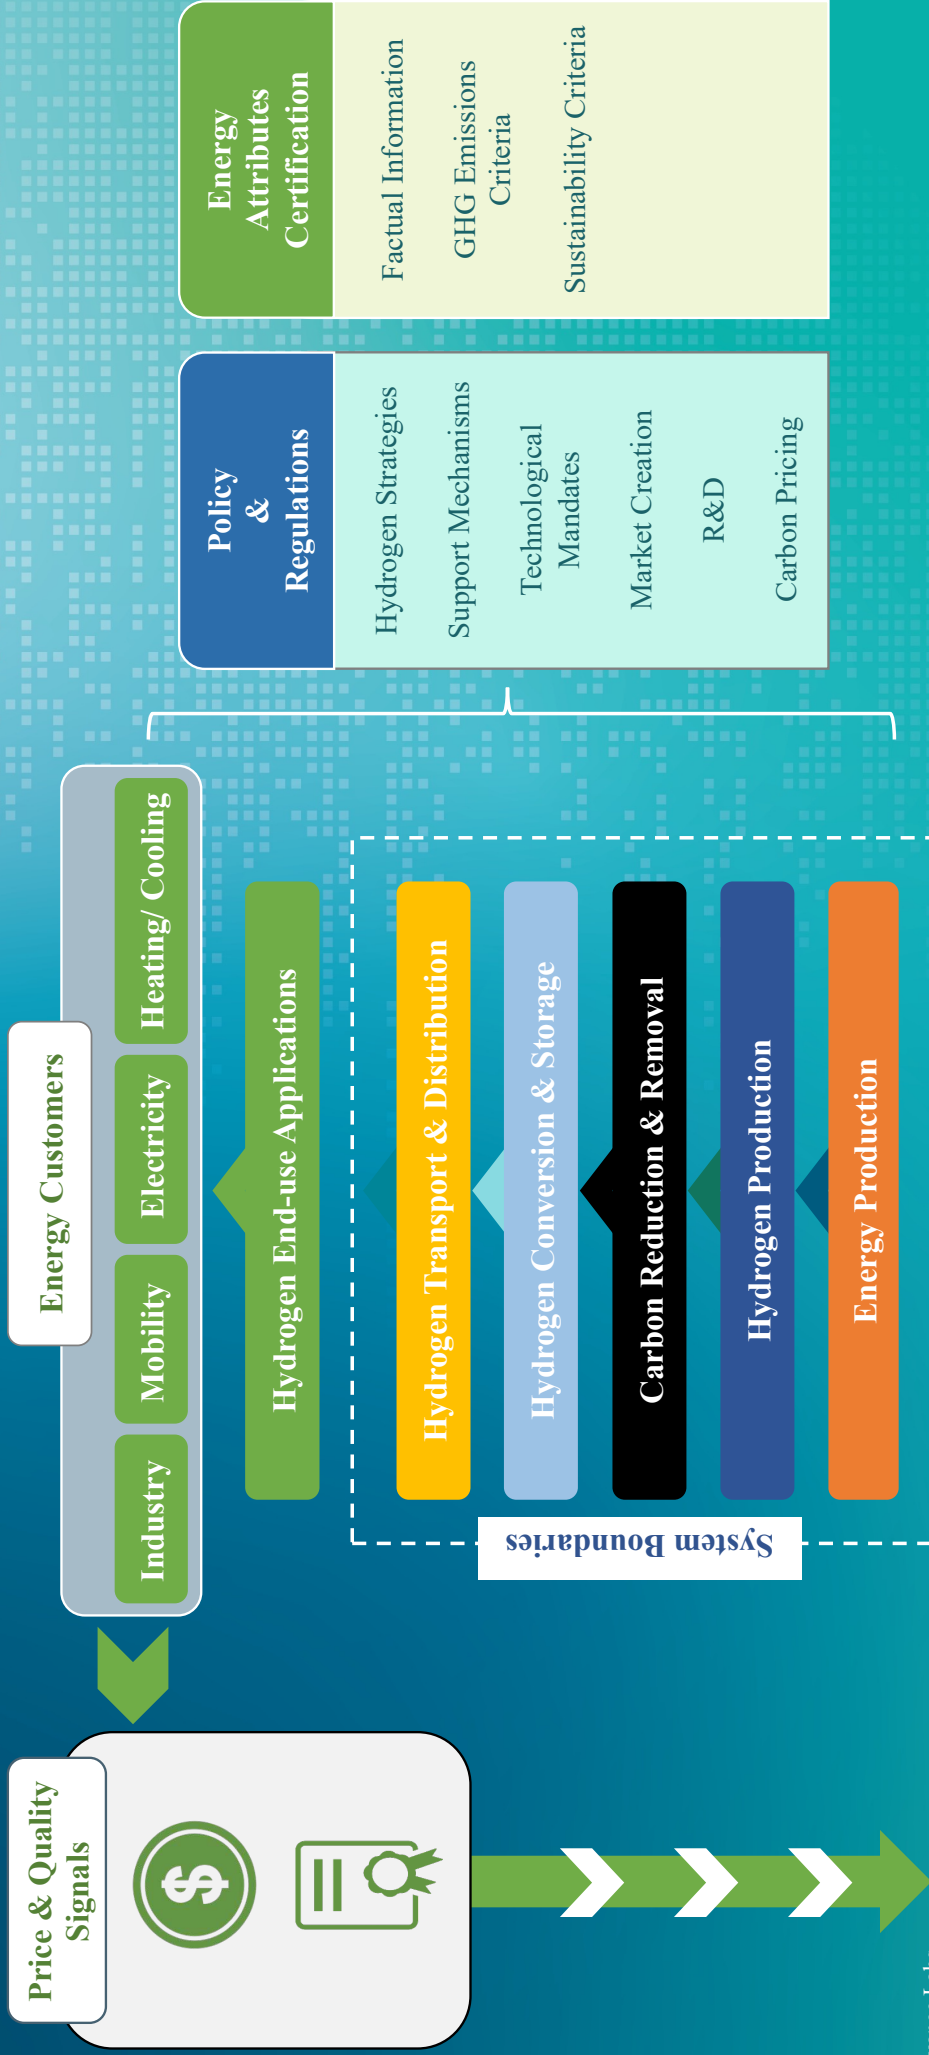 Price & Quality
Signals
Energy Customers
Industry
Mobility
Electricity
Heating/ Cooling
Hydrogen End-use Applications
System Boundaries
Hydrogen Transport & Distribution
Hydrogen Conversion & Storage
Carbon Reduction & Removal
Hydrogen Production
Energy Production
Policy
&
Regulations
Hydrogen Strategies
Support Mechanisms
Technological
Mandates
Market Creation
R&D
Carbon Pricing
Energy
Attributes
Certification
Factual Information
GHG Emissions
Criteria
Sustainability Criteria